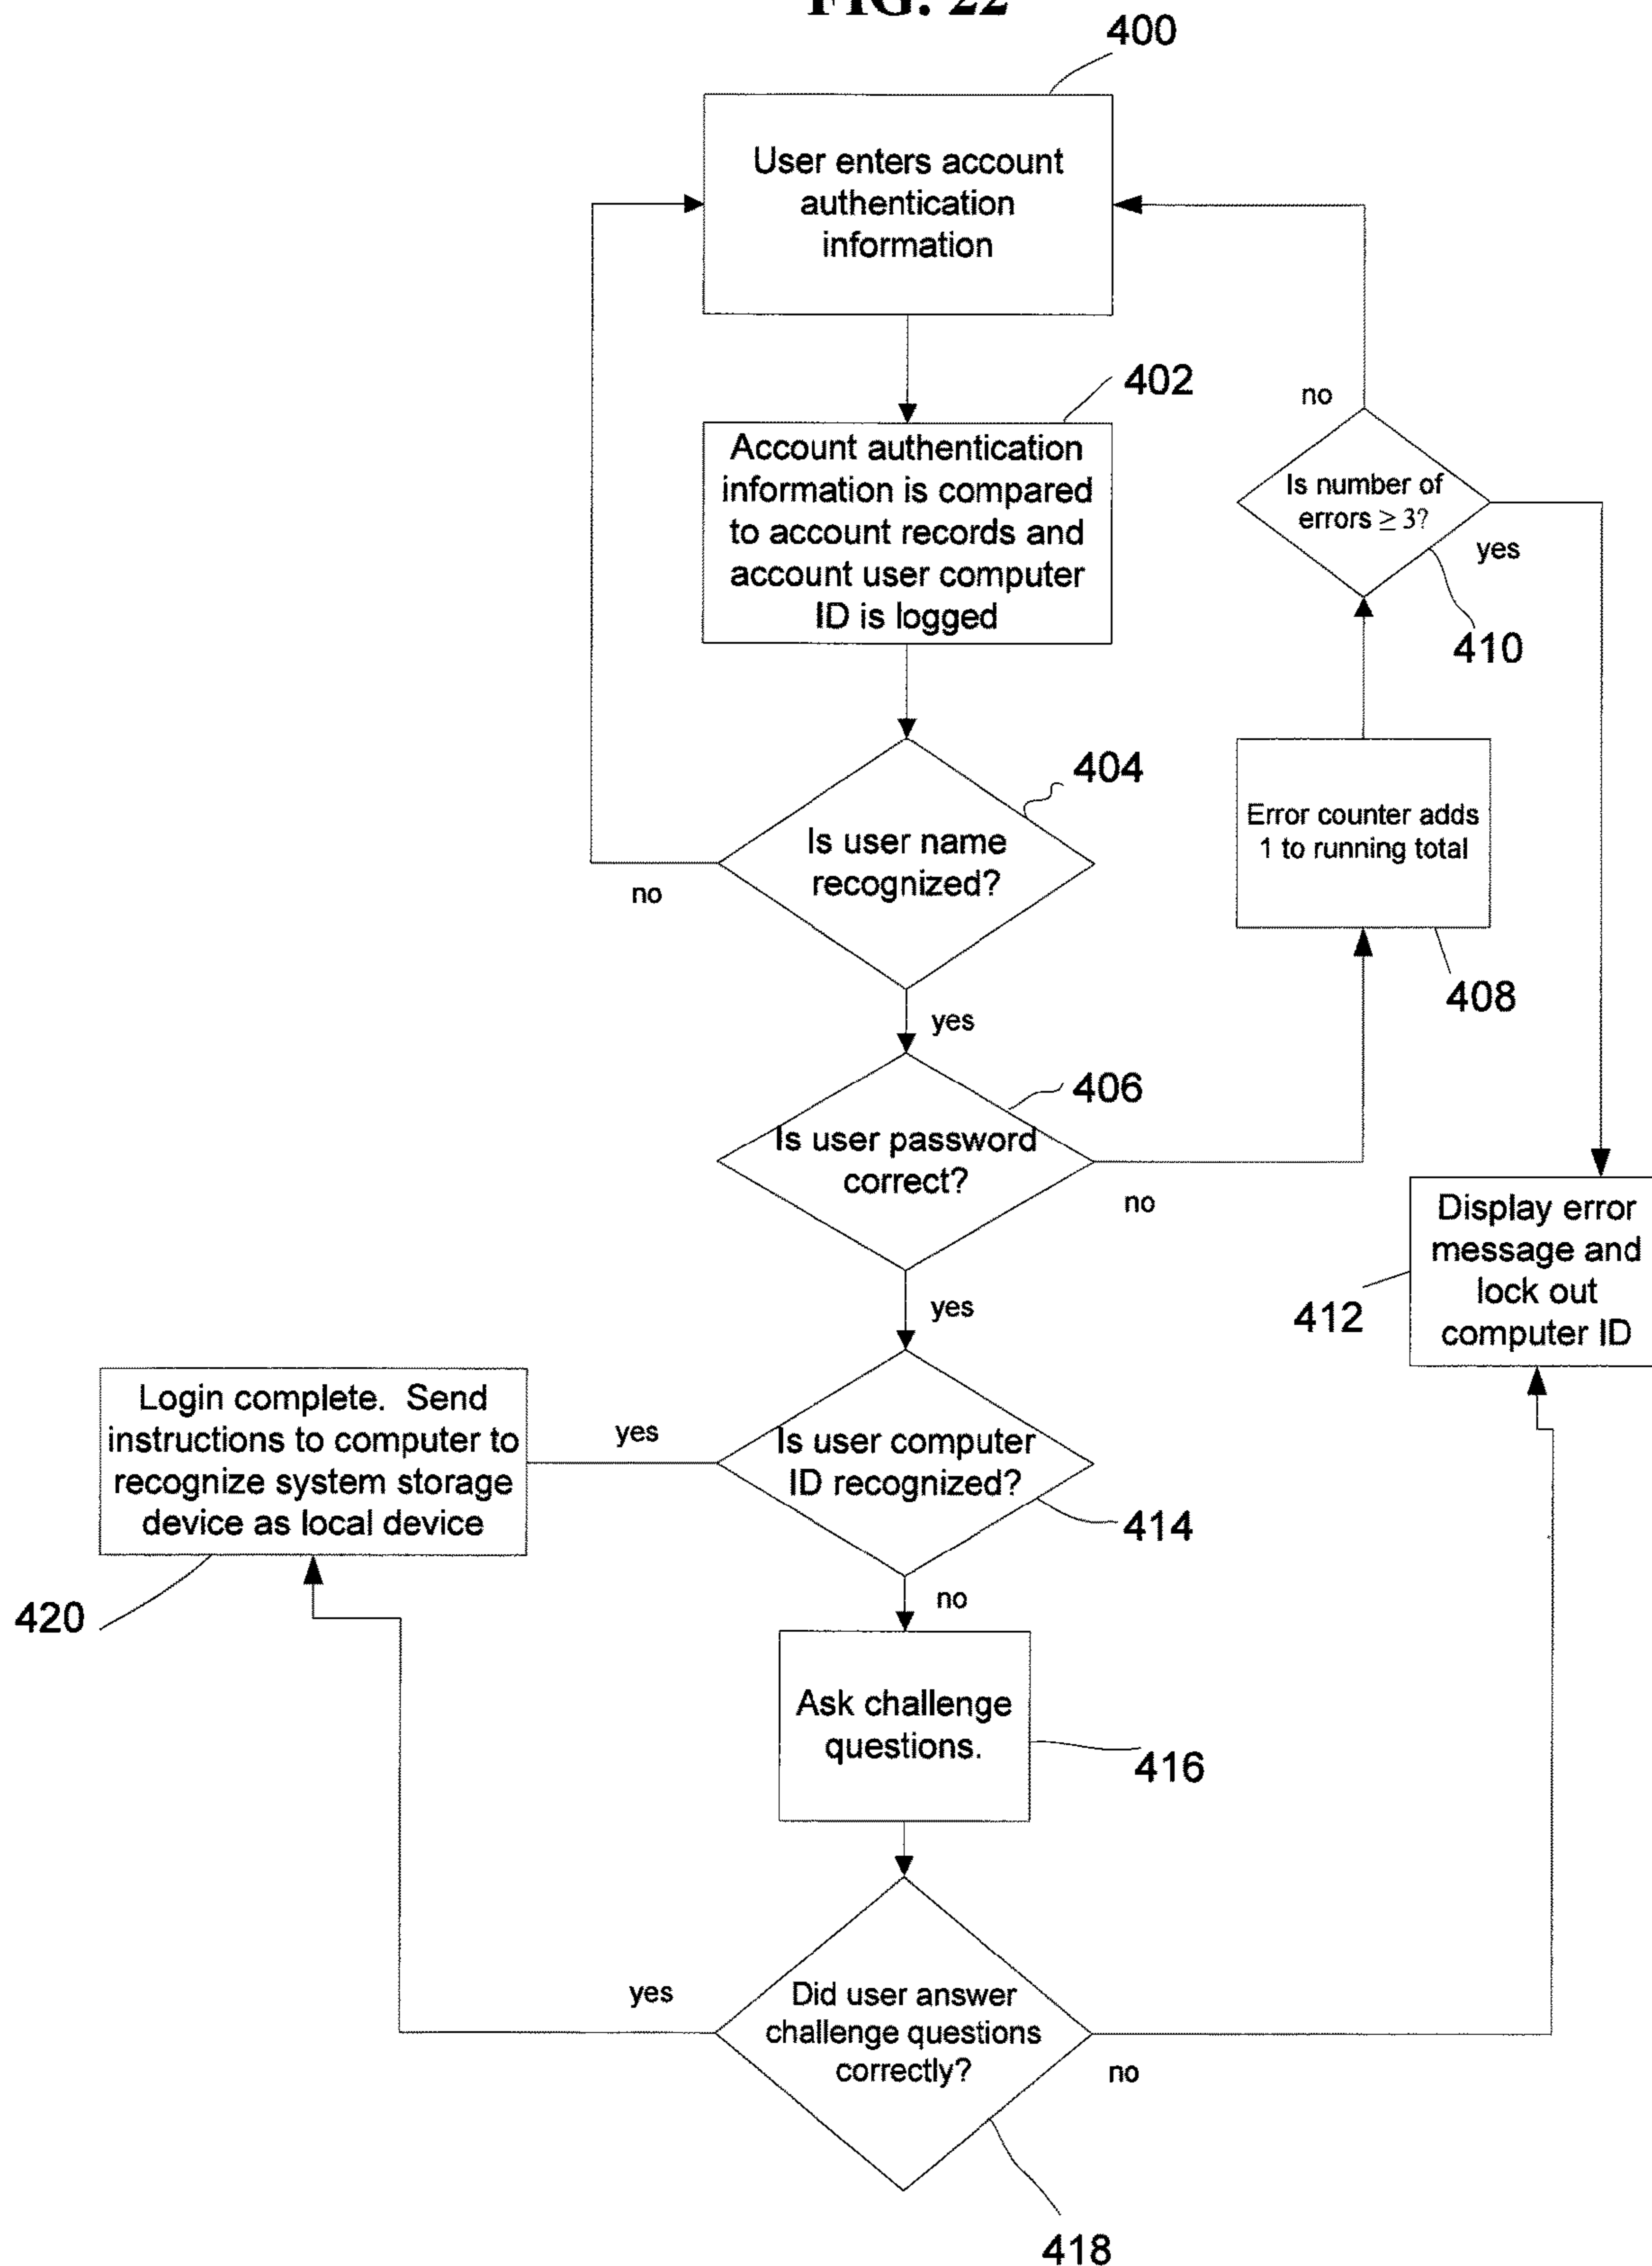 FIG. 22
400
User enters account
authentication
information
402
Account authentication
information is compared
to account records and
account user computer
ID is logged
no
Is number of
errors ≥ 3?
yes
410
404
Is user name
recognized?
no
Error counter adds
1 to running total
408
yes
406
Is user password
correct?
no
Display error
message and
lock out
computer ID
412
yes
Login complete. Send
instructions to computer to
recognize system storage
device as local device
420
yes
Is user computer
ID recognized?
414
no
Ask challenge
questions.
416
yes
Did user answer
challenge questions
correctly?
no
418